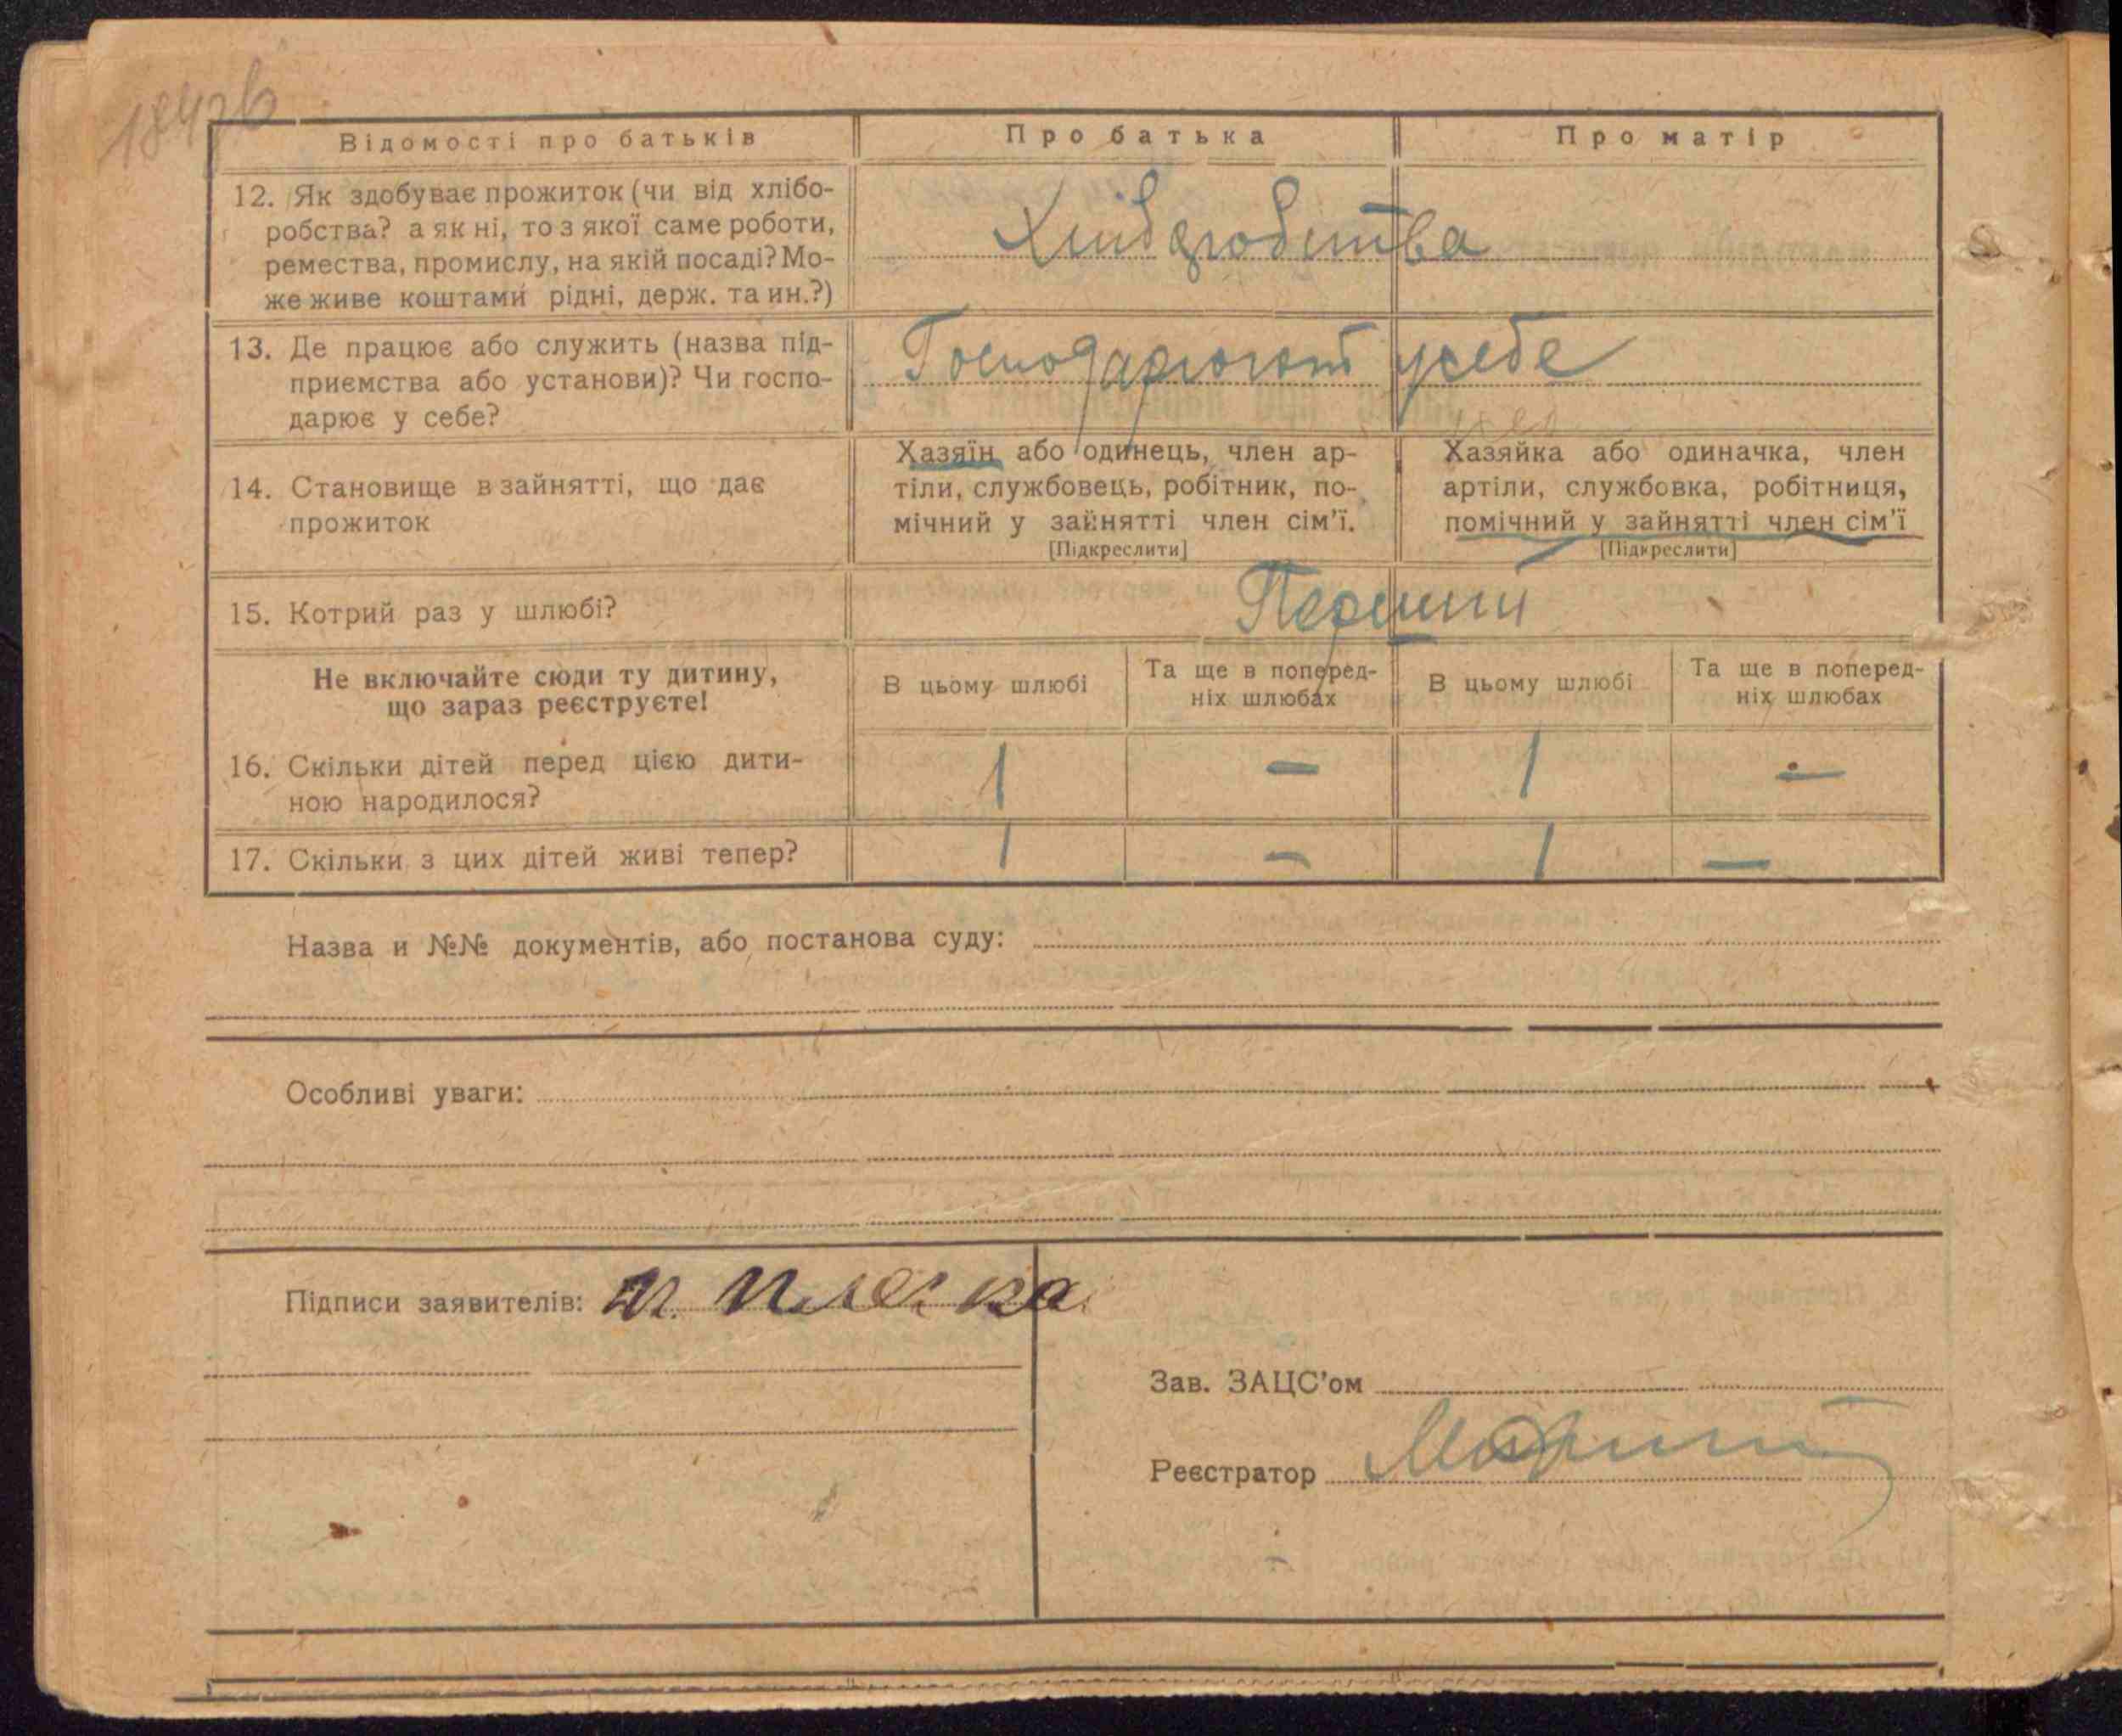 184зв
Відомості про батьків Про батька Про матір
12. Як здобуває прожиток (чи від хлібо-
робства? а як ні, то з якої саме роботи,
ремества, промислу, на якій посаді? Мо-
же живе коштами рідні, держ. та ин.?)
Хліборобства
13. Де працює або служить (назва під-
приємства або установи)? Чи госпо-
дарює у себе?
Господарюют усебе
14. Становище в зайнятті, що дає
прожиток
Хазяїн або одинець, член ар-
тіли, службовець, робітник, по-
мічний у зайнятті член сім'ї.
[Підкреслити]
Хазяйка або одиначка, член
артіли, службовка, робітниця,
помічний у зайнятті член сім'ї
[Підкреслити]
15. Котрий раз у шлюбі?
Перший
Не включайте сюди ту дитину,
що зараз реєструєте!
В цьому шлюбі
Та ще в поперед-
ніх шлюбах
В цьому шлюбі
Та ще в поперед-
ніх шлюбах
16. Скільки дітей перед цією дити-
ною народилося?
1 — 1 —
17. Скільки з цих дітей живі тепер?
1 — 1 —
Назва и №№ документів, або постанова суду:
Особливі уваги:
Підписи заявителів:
Зав. ЗАЦС'ом
Реєстратор